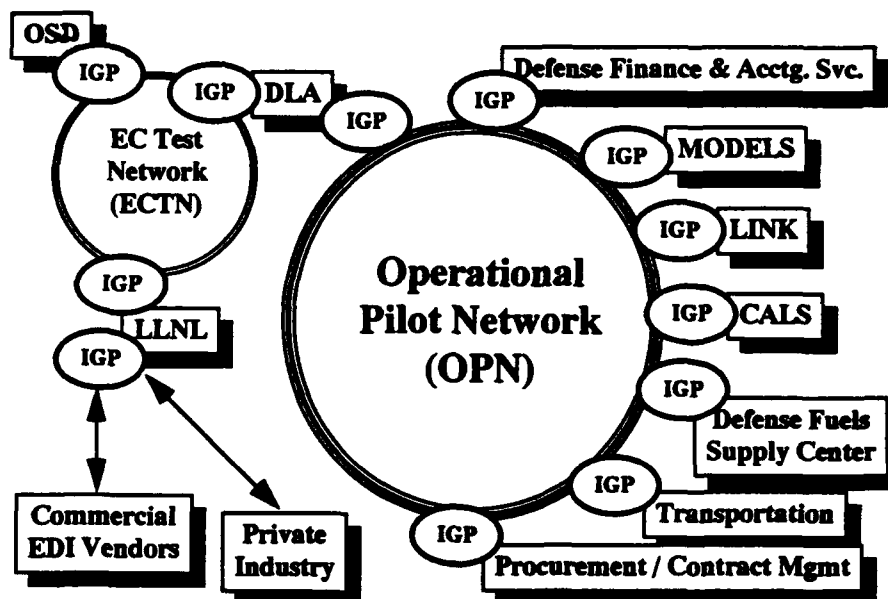 OSD
IGP
IGP
DLA
IGP
IGP
Defense Finance & Acctg. Svc.
EC Test
Network
(ECTN)
IGP
MODELS
IGP
LINK
Operational
Pilot Network
(OPN)
IGP
LLNL
IGP
IGP
CALS
IGP
Defense Fuels
Supply Center
IGP
Transportation
Commercial
EDI Vendors
Private
Industry
IGP
Procurement / Contract Mgmt